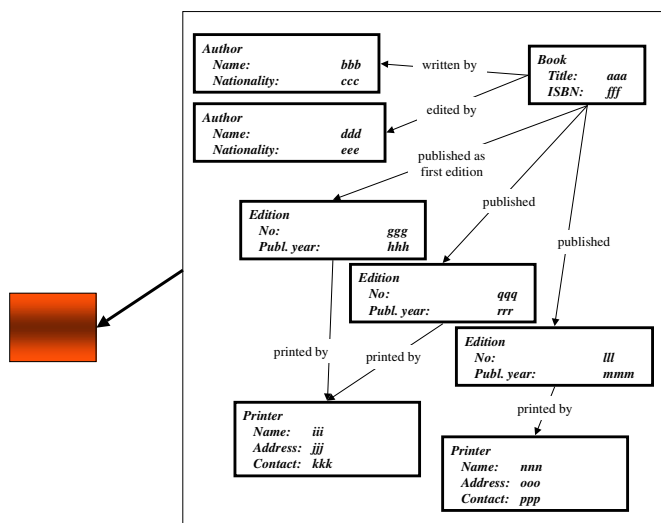 Author
Name: bbb
Nationality: ccc
written by
Book
Title: aaa
ISBN: fff
Author
Name: ddd
Nationality: eee
edited by
published as
first edition
published
published
Edition
No: ggg
Publ. year: hhh
Edition
No: qqq
Publ. year: rrr
Edition
No: lll
Publ. year: mmm
printed by
printed by
printed by
Printer
Name: iii
Address: jjj
Contact: kkk
Printer
Name: nnn
Address: ooo
Contact: ppp